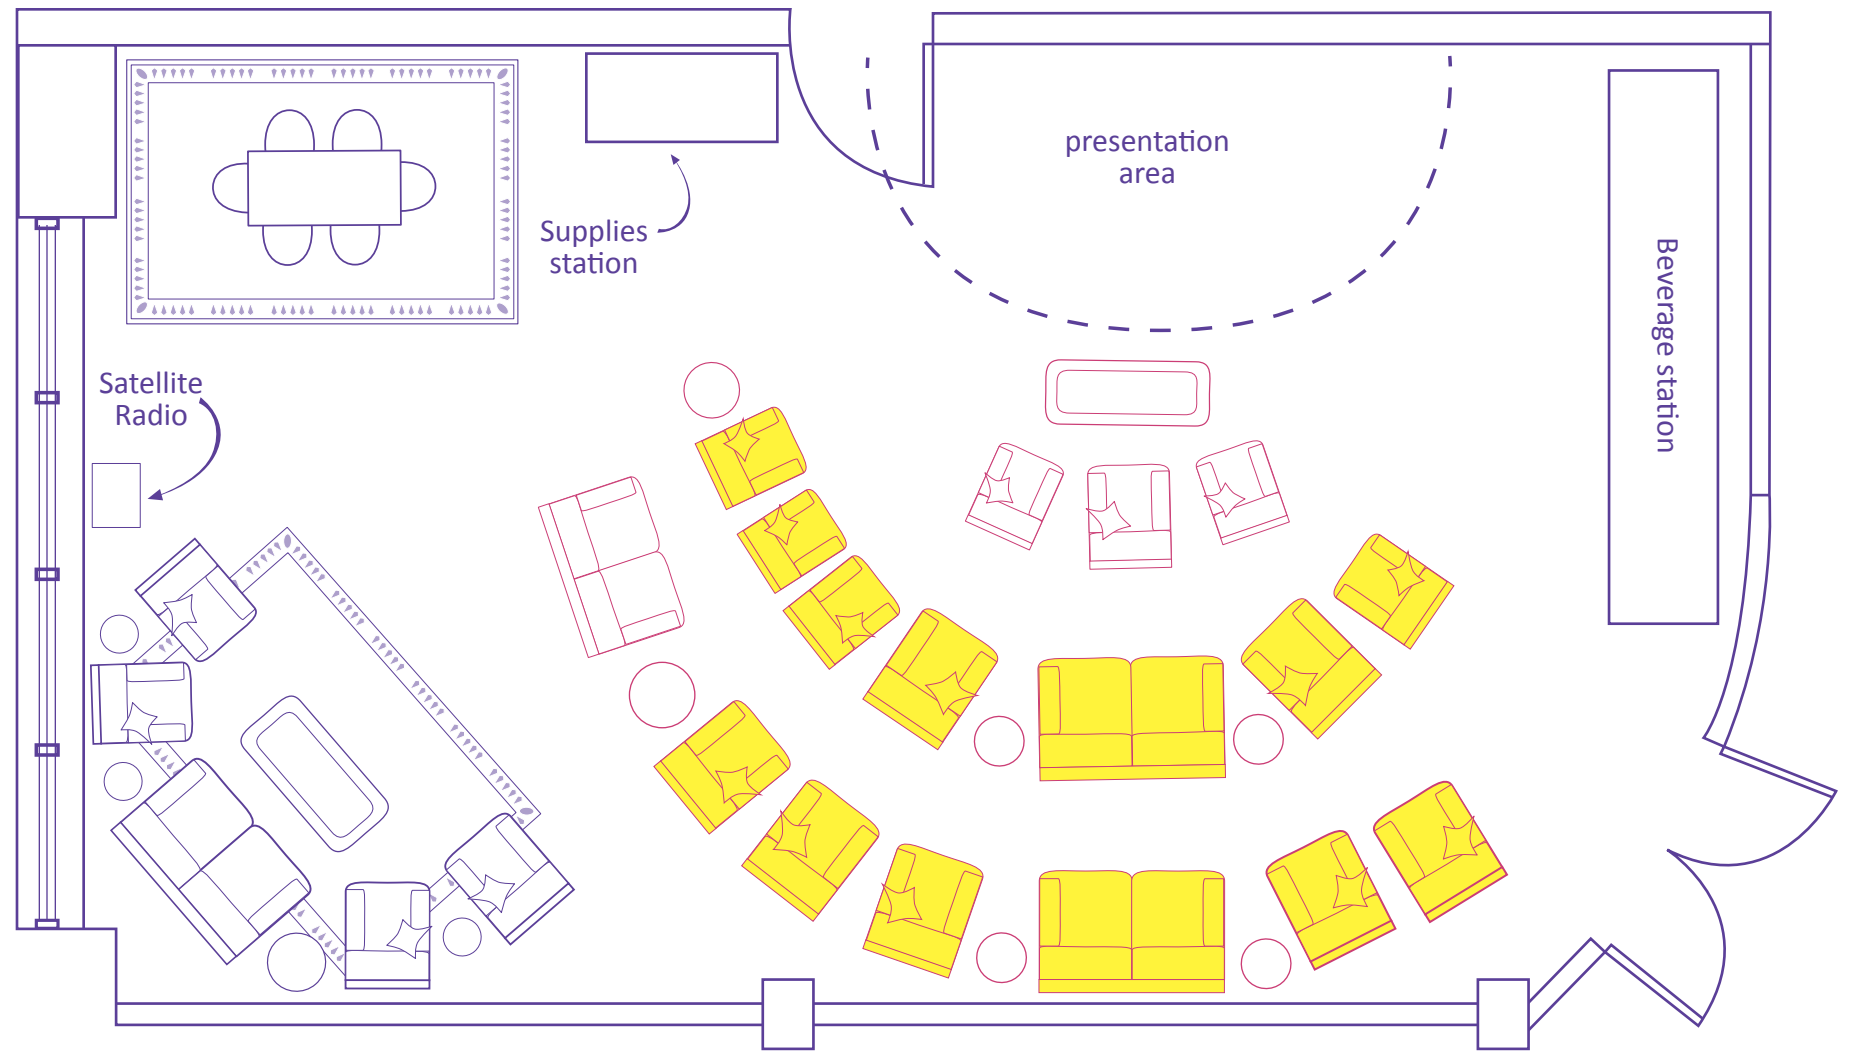 presentation
area
Supplies
station
Beverage station
Satellite
Radio